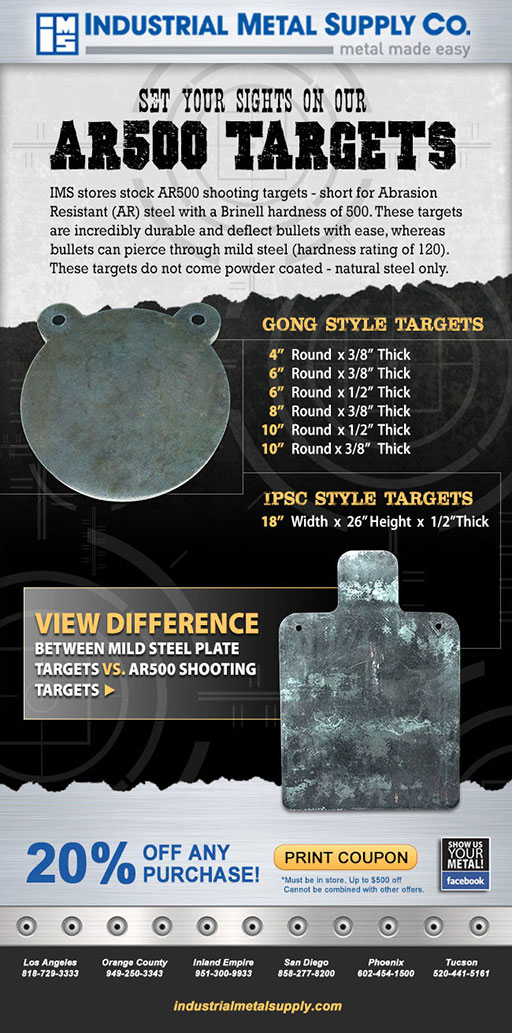 IMS INDUSTRIAL METAL SUPPLY CO.
metal made easy
SET YOUR SIGHTS ON OUR
AR500 TARGETS
IMS stores stock AR500 shooting targets - short for Abrasion
Resistant (AR) steel with a Brinell hardness of 500. These targets
are incredibly durable and deflect bullets with ease, whereas
bullets can pierce through mild steel (hardness rating of 120).
These targets do not come powder coated - natural steel only.
GONG STYLE TARGETS
4” Round x 3/8” Thick
6” Round x 3/8” Thick
6” Round x 1/2” Thick
8” Round x 3/8” Thick
10” Round x 1/2” Thick
10” Round x 3/8” Thick
IPSC STYLE TARGETS
18” Width x 26” Height x 1/2” Thick
VIEW DIFFERENCE
BETWEEN MILD STEEL PLATE
TARGETS VS. AR500 SHOOTING
TARGETS
20% OFF ANY
PURCHASE!
PRINT COUPON
*Must be in store. Up to $500 off
Cannot be combined with other offers.
SHOW US
YOUR
METAL!
facebook
Los Angeles Orange County Inland Empire San Diego Phoenix Tucson
818-729-3333 949-250-3343 951-300-9933 858-277-8200 602-454-1500 520-441-5161
industrialmetalsupply.com